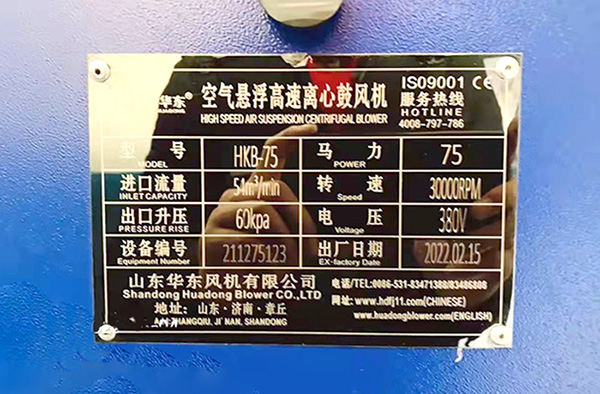 华东® 空气悬浮高速离心鼓风机 ISO9001 CE
HUADONG HIGH SPEED AIR SUSPENSION CENTRIFUGAL BLOWER 服务热线
HOTLINE
4008-797-786
型号 HKB-75 马力 75
MODEL POWER
进口流量 54m³/min 转速 30000RPM
INLET CAPACITY Speed
出口升压 60kpa 电压 380V
PRESSURE RISE Voltage
设备编号 211275123 出厂日期 2022.02.15
Equipment Number EX-factory Date
山东华东风机有限公司 电话/TEL:0086-531-83471388/83486888
Shandong Huadong Blower CO.,LTD 网址:www.hdfj11.com(CHINESE)
地址: 山东·济南·章丘 www.huadongblower.com(ENGLISH)
ZHANGQIU, JI'NAN, SHANDONG